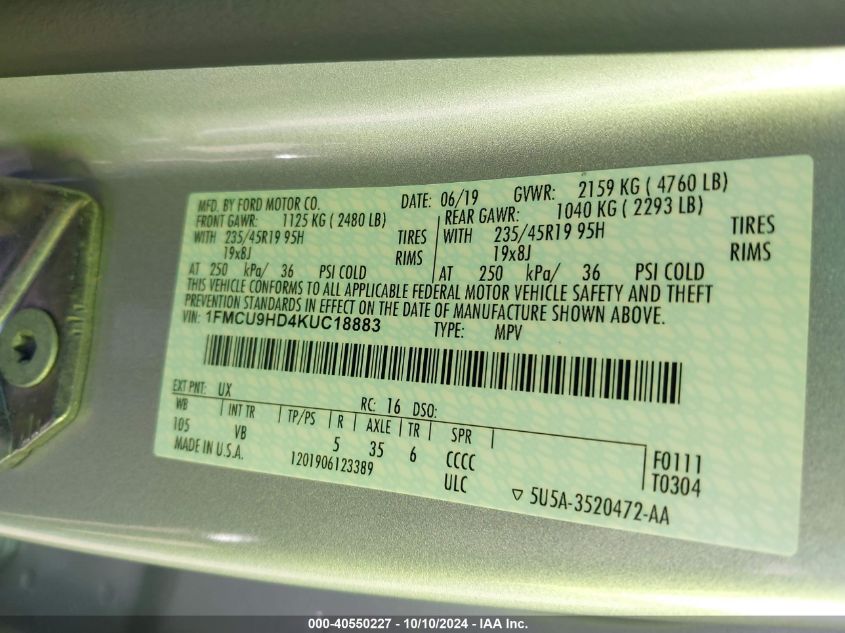 MFD. BY FORD MOTOR CO. DATE: 06/19 GVWR: 2159 KG ( 4760 LB)
FRONT GAWR: 1125 KG ( 2480 LB) REAR GAWR: 1040 KG ( 2293 LB)
WITH 235/45R19 95H TIRES WITH 235/45R19 95H TIRES
19x8J RIMS 19x8J RIMS
AT 250 kPa/ 36 PSI COLD AT 250 kPa/ 36 PSI COLD
THIS VEHICLE CONFORMS TO ALL APPLICABLE FEDERAL MOTOR VEHICLE SAFETY AND THEFT
PREVENTION STANDARDS IN EFFECT ON THE DATE OF MANUFACTURE SHOWN ABOVE.
VIN: 1FMCU9HD4KUC18883 TYPE: MPV
EXT PNT: UX RC: 16 DSO:
WB INT TR TP/PS R AXLE TR SPR
105 VB 5 35 6 CCCC F0111
MADE IN U.S.A. 1201906123389 ULC T0304
▽ 5U5A-3520472-AA
000-40550227 - 10/10/2024 - IAA Inc.